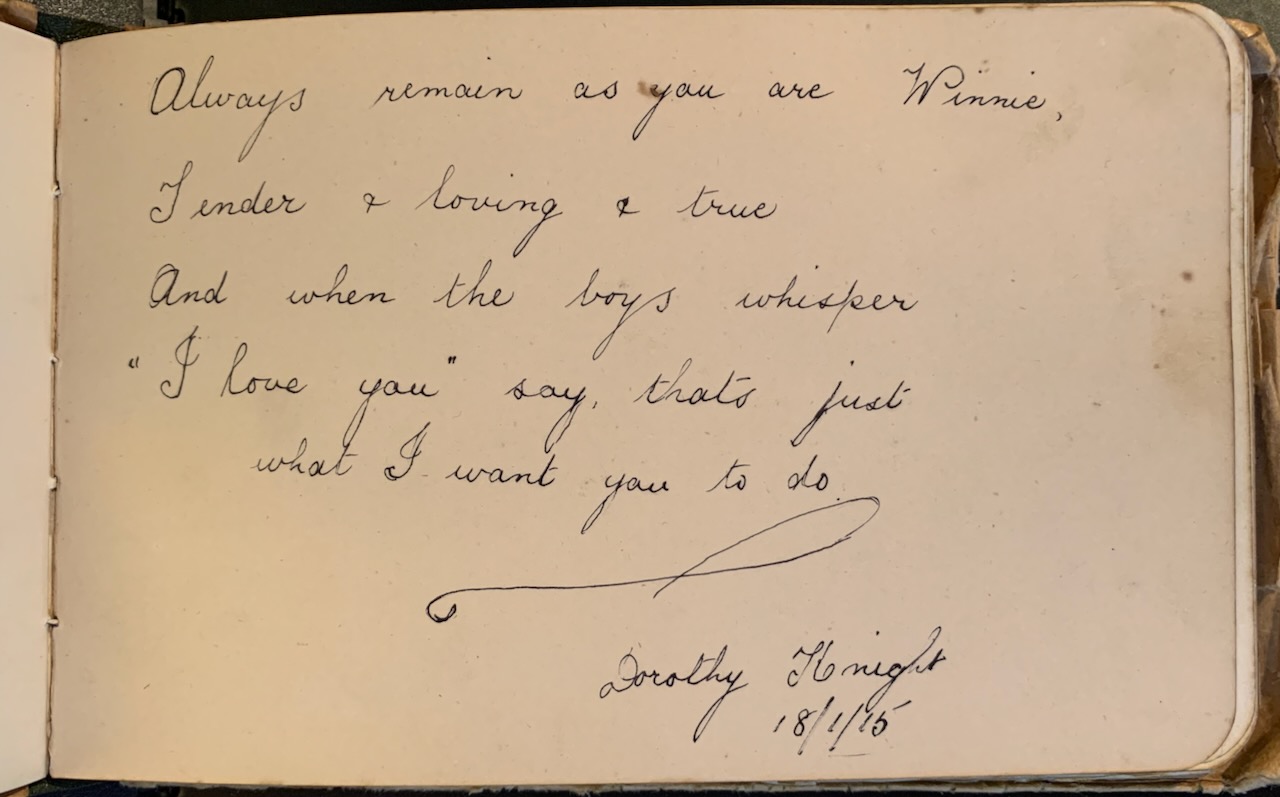 Always remain as you are Winnie,
Tender & loving & true
And when the boys whisper
"I love you" say, thats just
what I want you to do.
Dorothy Knight
18/1/15